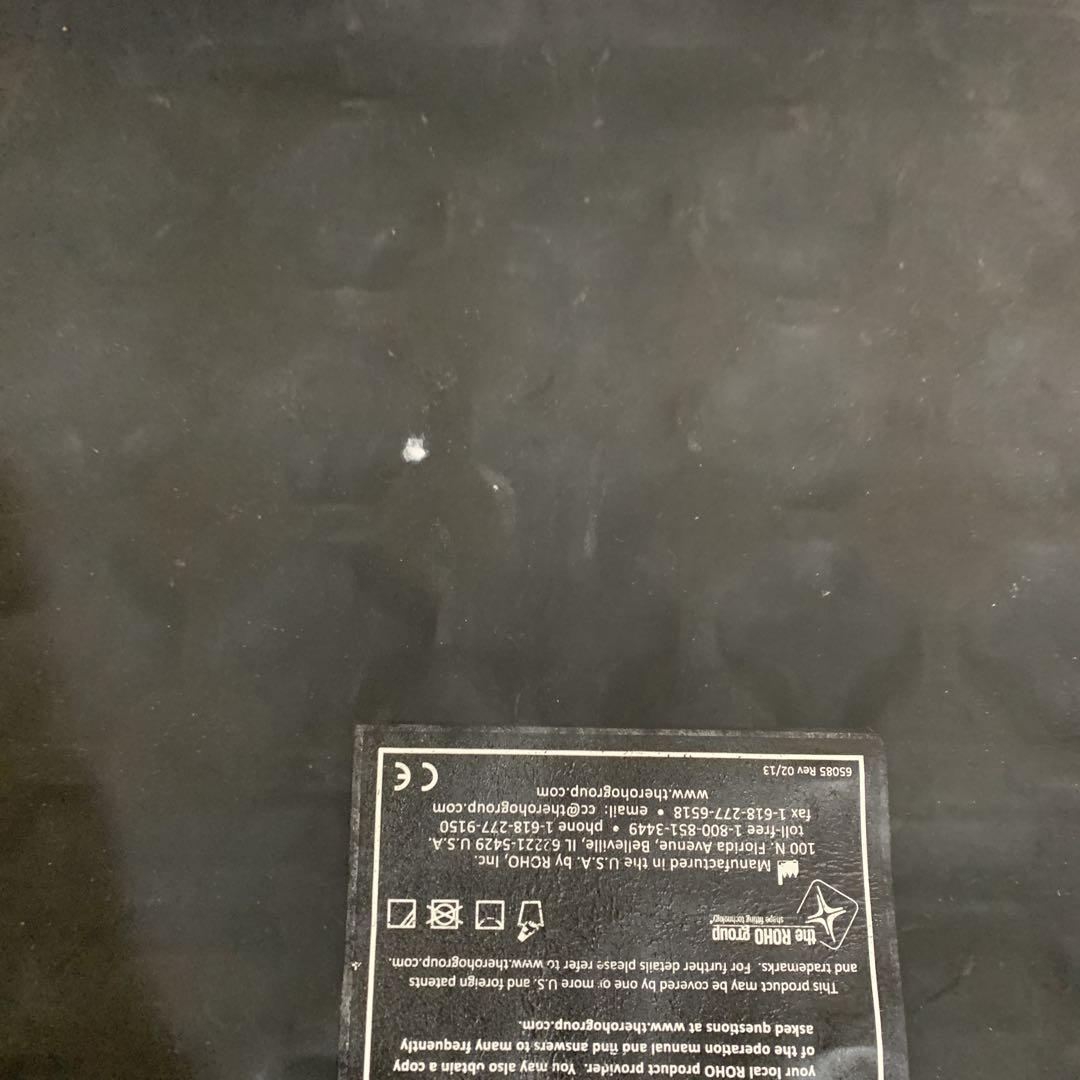 your local ROHO product provider. You may also obtain a copy
of the operation manual and find answers to many frequently
asked questions at www.therohogroup.com.
This product may be covered by one or more U.S. and foreign patents
and trademarks. For further details please refer to www.therohogroup.com.
the ROHO group
shape fitting technology®
Manufactured in the U.S.A. by ROHO, Inc.
100 N. Florida Avenue, Belleville, IL 62221-5429 U.S.A.
toll-free 1-800-851-3449 • phone 1-618-277-9150
fax 1-618-277-6518 • email: cc@therohogroup.com
www.therohogroup.com
65085 Rev 02/13
CE